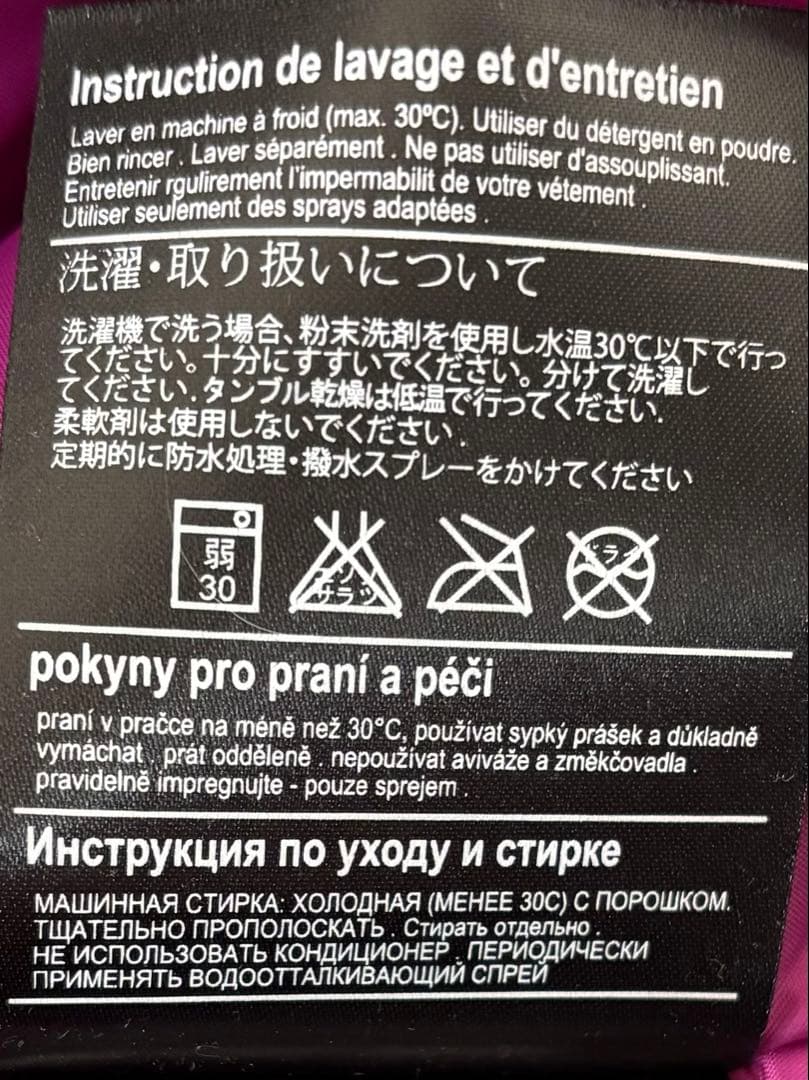 Instruction de lavage et d'entretien
Laver en machine à froid (max. 30ºC). Utiliser du détergent en poudre.
Bien rincer . Laver séparément . Ne pas utiliser d'assouplissant.
Entretenir rgulirement l'impermabilit de votre vétement .
Utiliser seulement des sprays adaptées .
洗濯・取り扱いについて
洗濯機で洗う場合、粉末洗剤を使用し水温30℃以下で行っ
てください。十分にすすいでください。分けて洗濯し
てください.タンブル乾燥は低温で行ってください.
柔軟剤は使用しないでください.
定期的に防水処理・撥水スプレーをかけてください
弱
30
エンソ
サラシ
ドライ
pokyny pro praní a péči
praní v pračce na méně než 30°C, používat sypký prášek a důkladně
vymáchat . prát odděleně . nepoužívat aviváže a změkčovadla .
pravidelně impregnujte - pouze sprejem .
Инструкция по уходу и стирке
МАШИННАЯ СТИРКА: ХОЛОДНАЯ (МЕНЕЕ 30С) С ПОРОШКОМ.
ТЩАТЕЛЬНО ПРОПОЛОСКАТЬ . Стирать отдельно .
НЕ ИСПОЛЬЗОВАТЬ КОНДИЦИОНЕР . ПЕРИОДИЧЕСКИ
ПРИМЕНЯТЬ ВОДООТТАЛКИВАЮЩИЙ СПРЕЙ